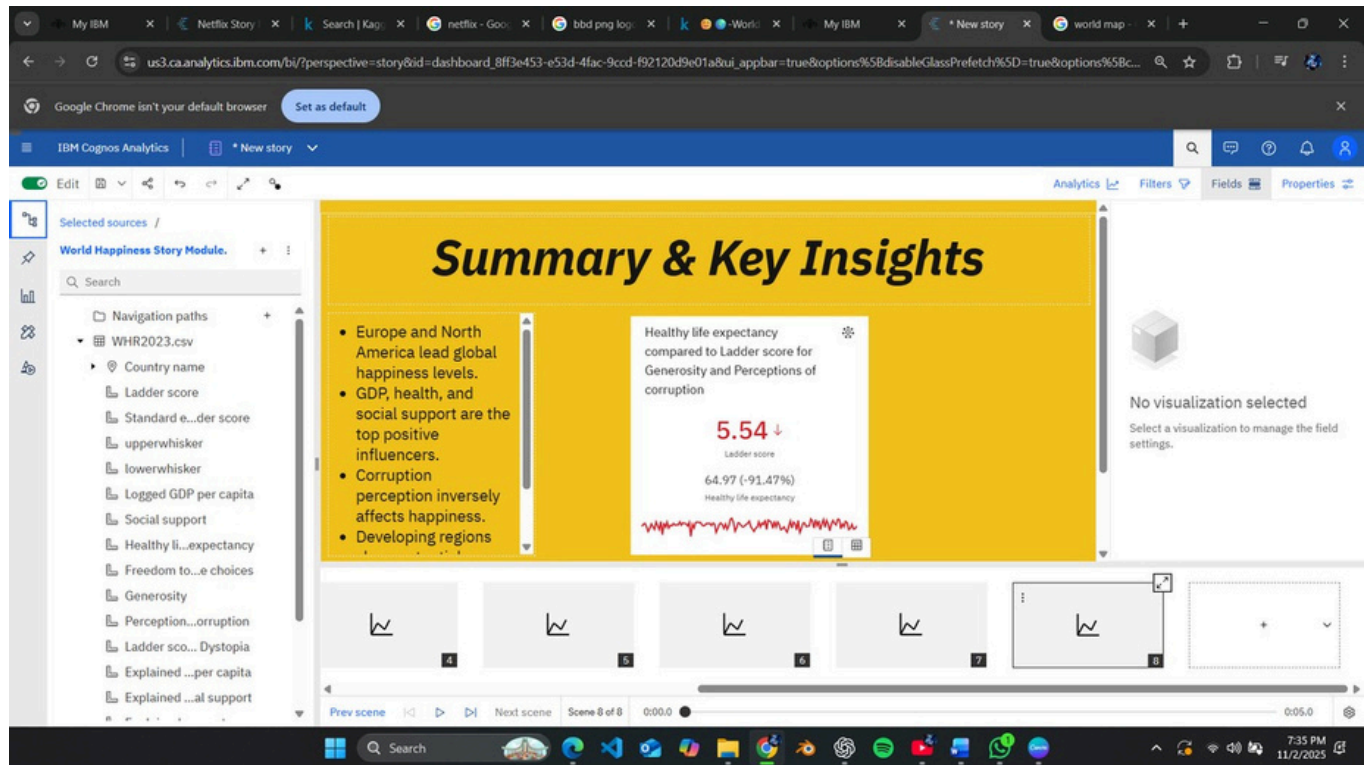 My IBM
Netflix Story
Search | Kagg
netflix - Goo
bbd png log
-World
My IBM
* New story
world map -
us3.ca.analytics.ibm.com/bi/?perspective=story&id=dashboard_8ff3e453-e53d-4fac-9ccd-f92120d9e01a&ui_appbar=true&options%5BdisableGlassPrefetch%5D=true&options%5Bc...
Google Chrome isn't your default browser
Set as default
IBM Cognos Analytics
* New story
Edit
Analytics
Filters
Fields
Properties
Selected sources /
World Happiness Story Module.
Search
Navigation paths
WHR2023.csv
Country name
Ladder score
Standard e...der score
upperwhisker
lowerwhisker
Logged GDP per capita
Social support
Healthy li...expectancy
Freedom to...e choices
Generosity
Perception...orruption
Ladder sco... Dystopia
Explained ...per capita
Explained ...al support
Summary & Key Insights
• Europe and North
America lead global
happiness levels.
• GDP, health, and
social support are the
top positive
influencers.
• Corruption
perception inversely
affects happiness.
• Developing regions
Healthy life expectancy
compared to Ladder score for
Generosity and Perceptions of
corruption
5.54 ↓
Ladder score
64.97 (-91.47%)
Healthy life expectancy
No visualization selected
Select a visualization to manage the field
settings.
4
5
6
7
8
Prev scene
Next scene
Scene 8 of 8
0:00.0
0:05.0
Search
7:35 PM
11/2/2025